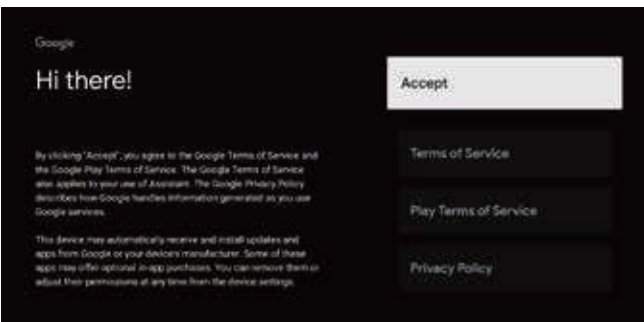 Google
Hi there!
By clicking "Accept", you agree to the Google Terms of Service and
the Google Play Terms of Service. The Google Terms of Service
also applies to your use of Assistant. The Google Privacy Policy
describes how Google handles information generated as you use
Google services.
This device may automatically receive and install updates and
apps from Google or your device's manufacturer. Some of these
apps may offer optional in-app purchases. You can remove them or
adjust their permissions at any time from the device settings.
Accept
Terms of Service
Play Terms of Service
Privacy Policy